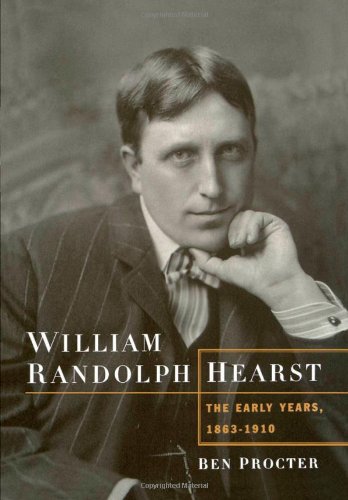 WILLIAM
RANDOLPH HEARST
THE EARLY YEARS,
1863-1910
BEN PROCTER